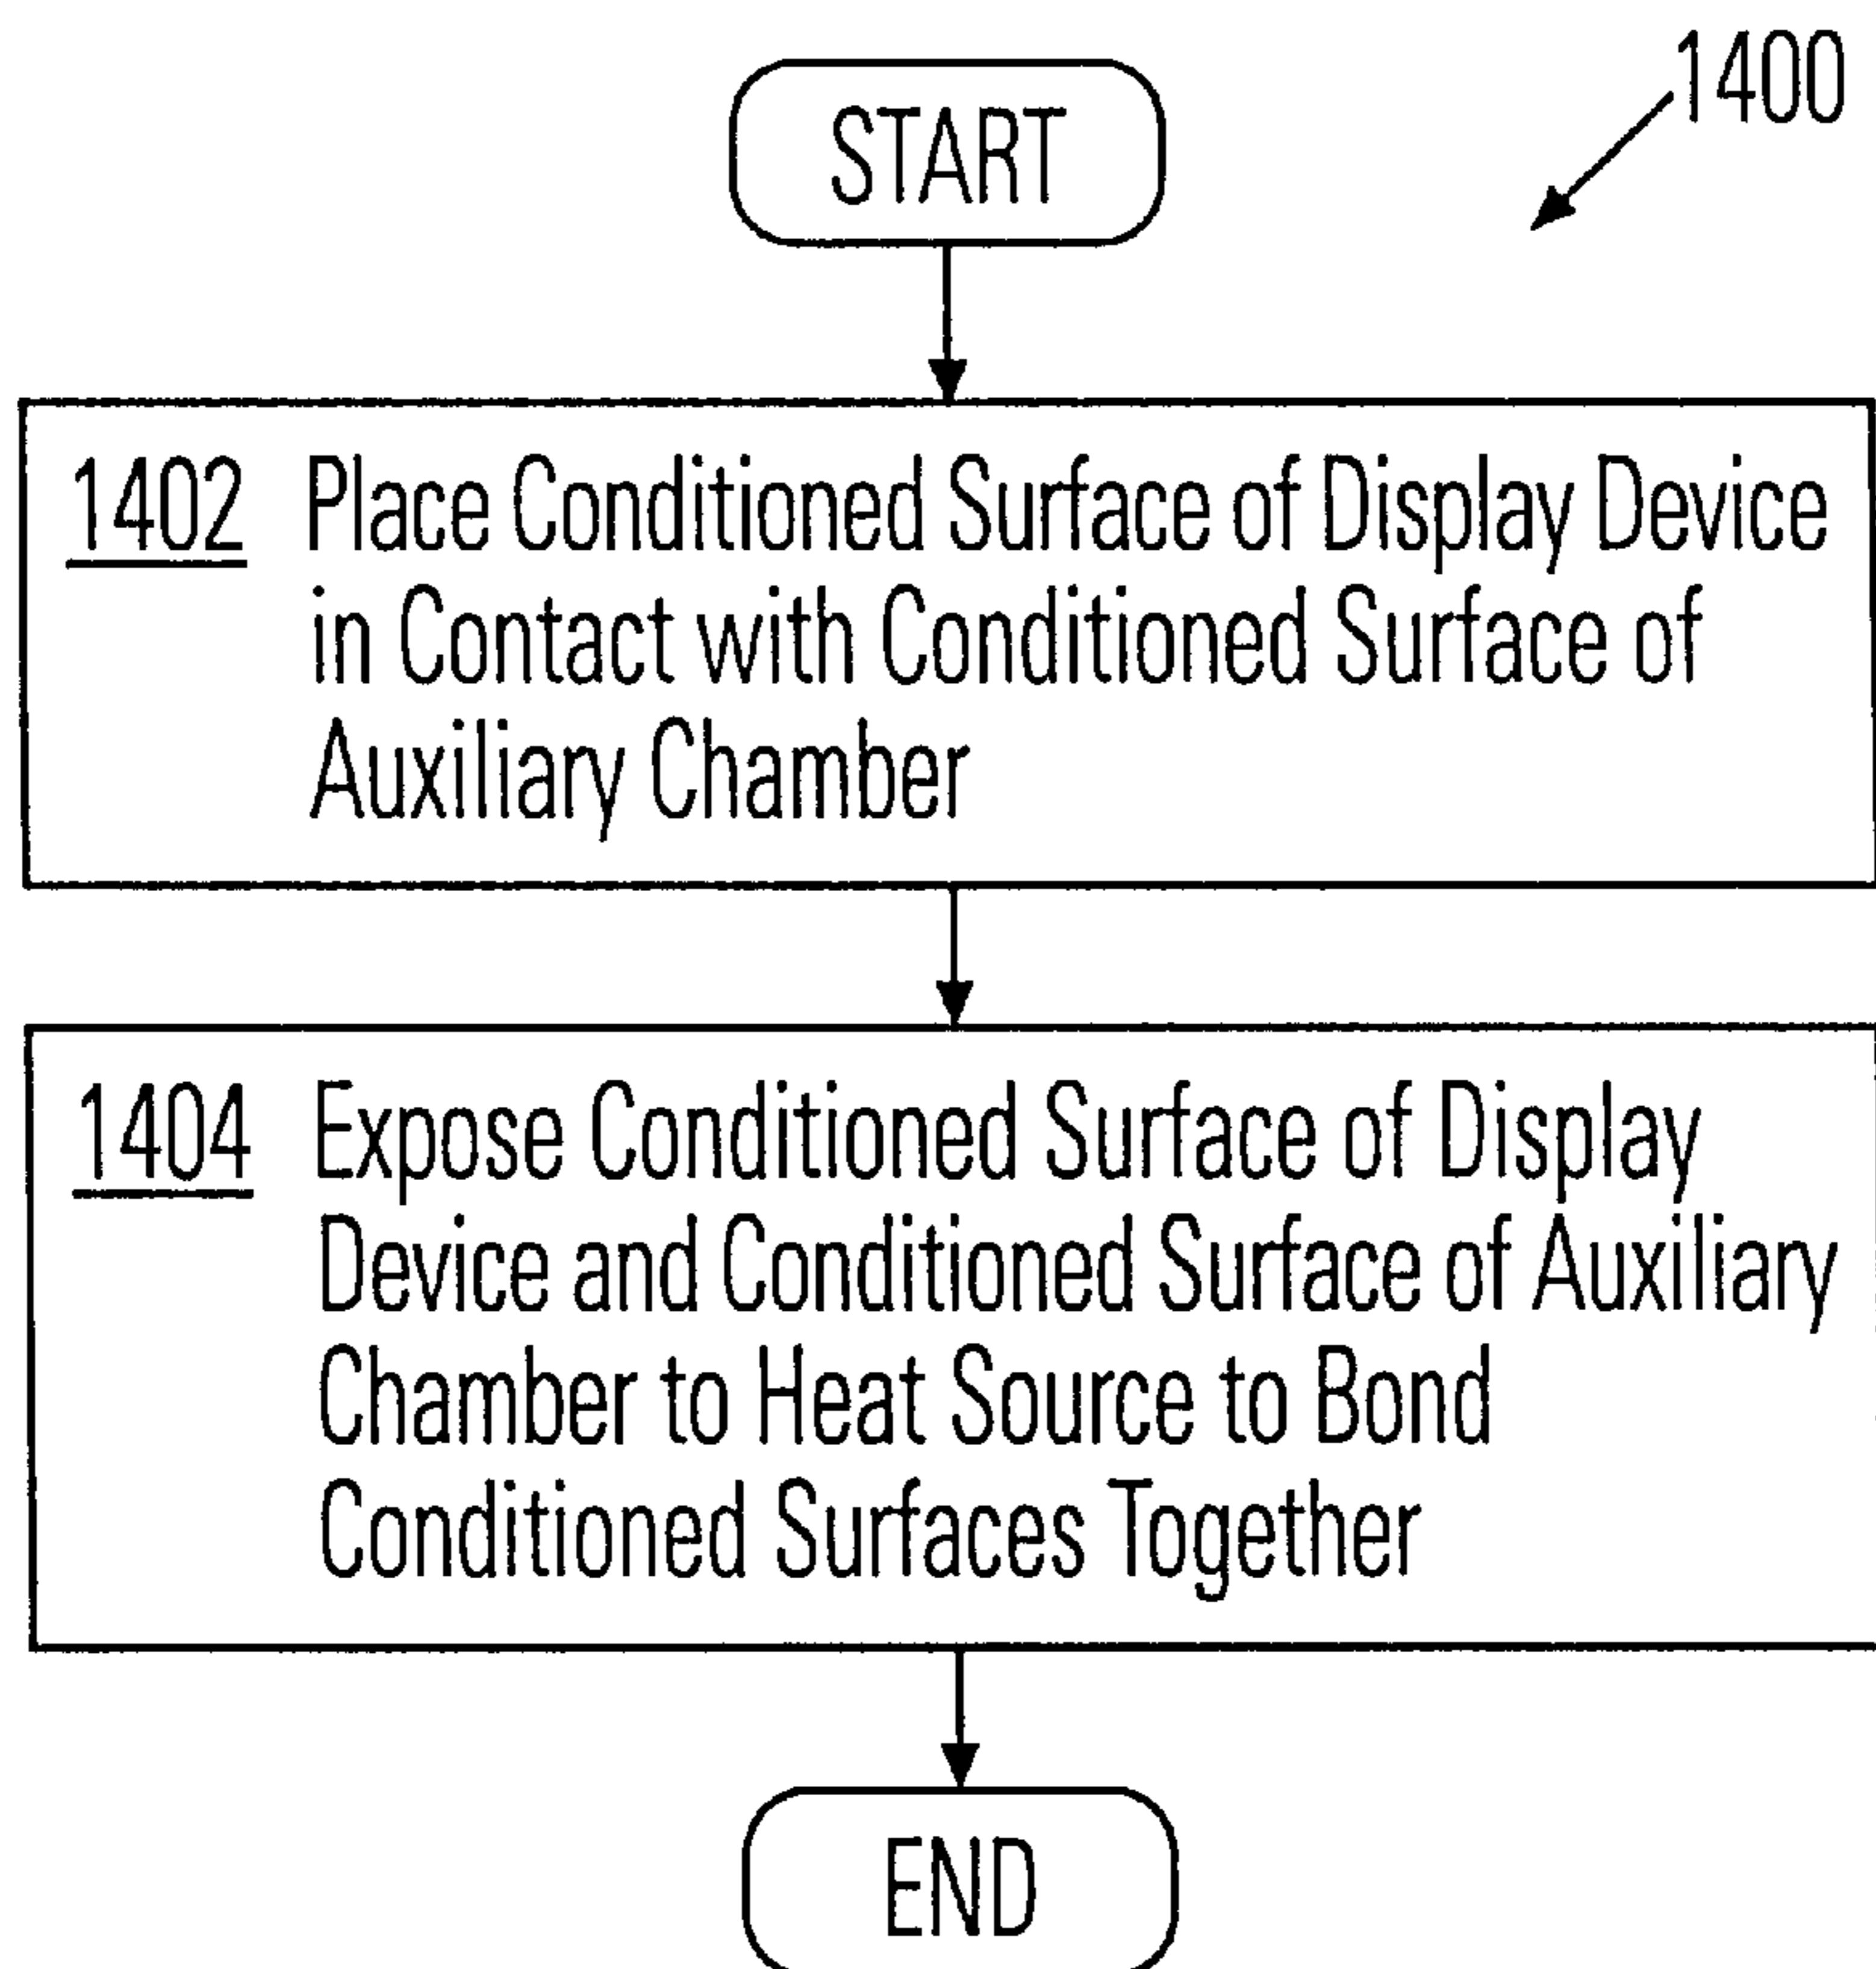 1400
START
1402 Place Conditioned Surface of Display Device
in Contact with Conditioned Surface of
Auxiliary Chamber
1404 Expose Conditioned Surface of Display
Device and Conditioned Surface of Auxiliary
Chamber to Heat Source to Bond
Conditioned Surfaces Together
END